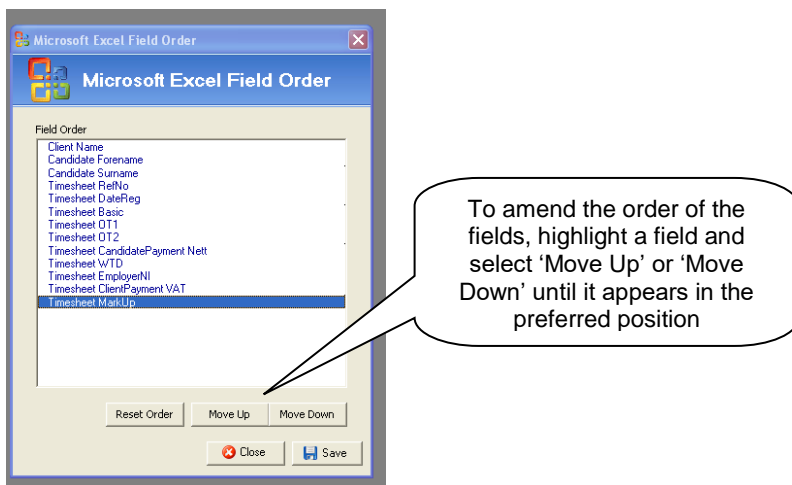 Microsoft Excel Field Order
Microsoft Excel Field Order
Field Order
Client Name
Candidate Forename
Candidate Surname
Timesheet RefNo
Timesheet DateReg
Timesheet Basic
Timesheet OT1
Timesheet OT2
Timesheet CandidatePayment Nett
Timesheet WTD
Timesheet EmployerNI
Timesheet ClientPayment VAT
Timesheet MarkUp
To amend the order of the
fields, highlight a field and
select ‘Move Up’ or ‘Move
Down’ until it appears in the
preferred position
Reset Order Move Up Move Down
Close Save